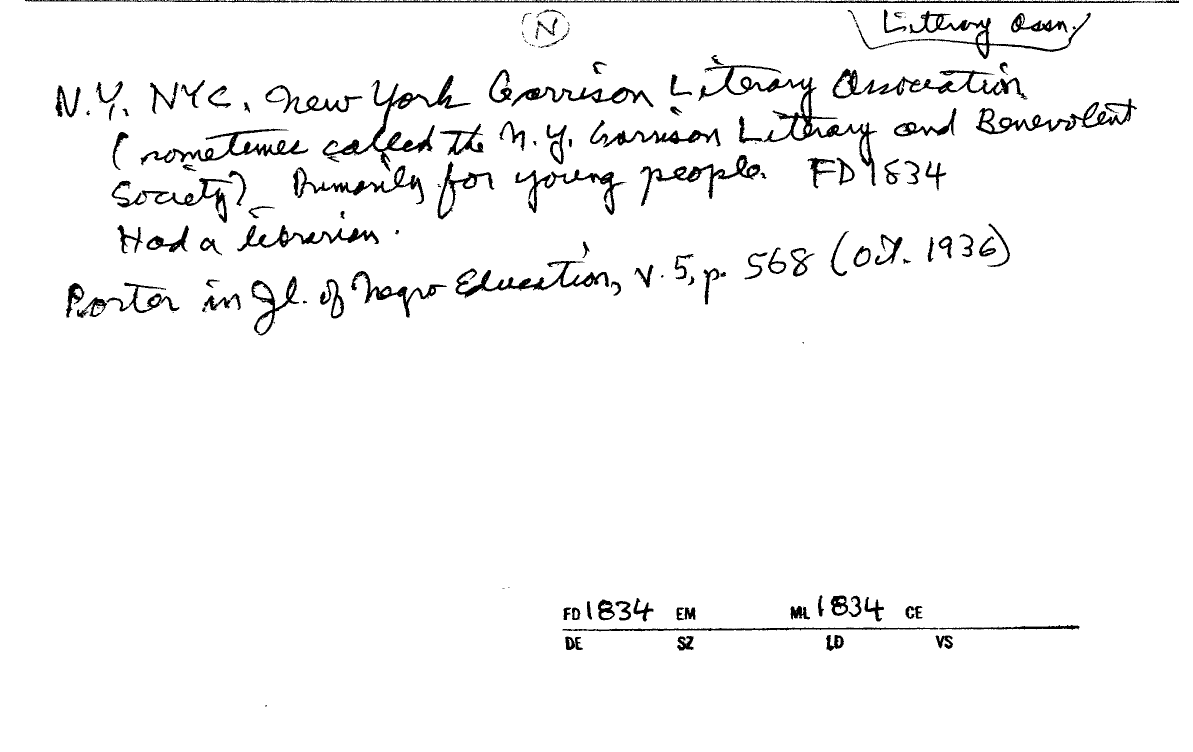 N
Literary Assn.
N.Y. NYC. New York Garrison Literary Association
(sometimes called the N.Y. Garrison Literary and Benevolent
Society) Primarily for young people. FD 1834
Had a librarian.
Porter in Jl. of Negro Education, v. 5, p. 568 (Oct. 1936)
FD 1834 EM ML 1834 CE
DE SZ LD VS